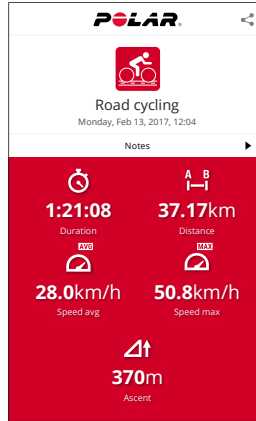 POLAR.
Road cycling
Monday, Feb 13, 2017, 12:04
Notes
A B
1:21:08 37.17km
Duration Distance
AVG MAX
28.0km/h 50.8km/h
Speed avg Speed max
370m
Ascent